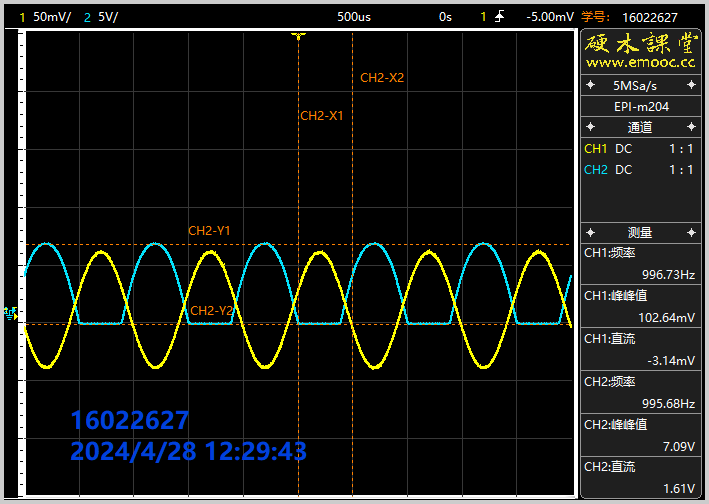 1 50mV/ 2 5V/ 500us 0s 1 -5.00mV 学号: 16022627
硬木課堂
www.emooc.cc
5MSa/s
EPI-m204
通道
CH1 DC 1 : 1
CH2 DC 1 : 1
测量
CH1:频率
996.73Hz
CH1:峰峰值
102.64mV
CH1:直流
-3.14mV
CH2:频率
995.68Hz
CH2:峰峰值
7.09V
CH2:直流
1.61V
CH2-X2
CH2-X1
CH2-Y1
CH2-Y2
16022627
2024/4/28 12:29:43